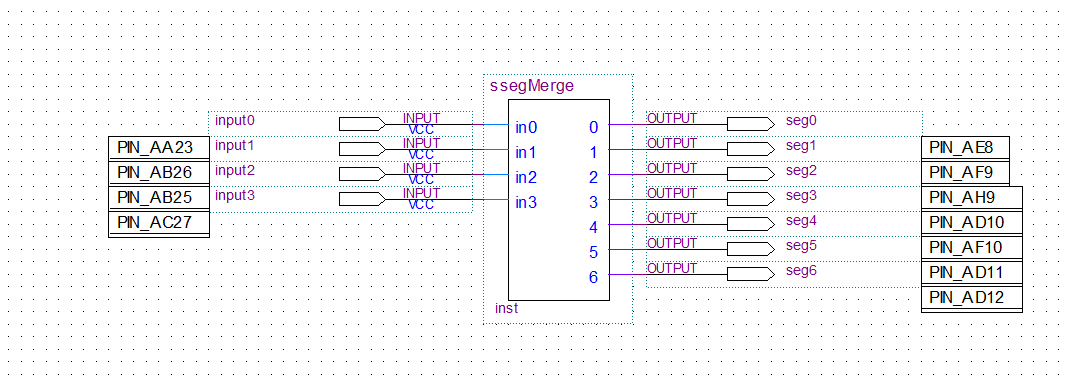 ssegMerge
input0 INPUT VCC in0 0 OUTPUT seg0
PIN_AA23 input1 INPUT VCC in1 1 OUTPUT seg1 PIN_AE8
PIN_AB26 input2 INPUT VCC in2 2 OUTPUT seg2 PIN_AF9
PIN_AB25 input3 INPUT VCC in3 3 OUTPUT seg3 PIN_AH9
PIN_AC27 4 OUTPUT seg4 PIN_AD10
5 OUTPUT seg5 PIN_AF10
6 OUTPUT seg6 PIN_AD11
PIN_AD12
inst